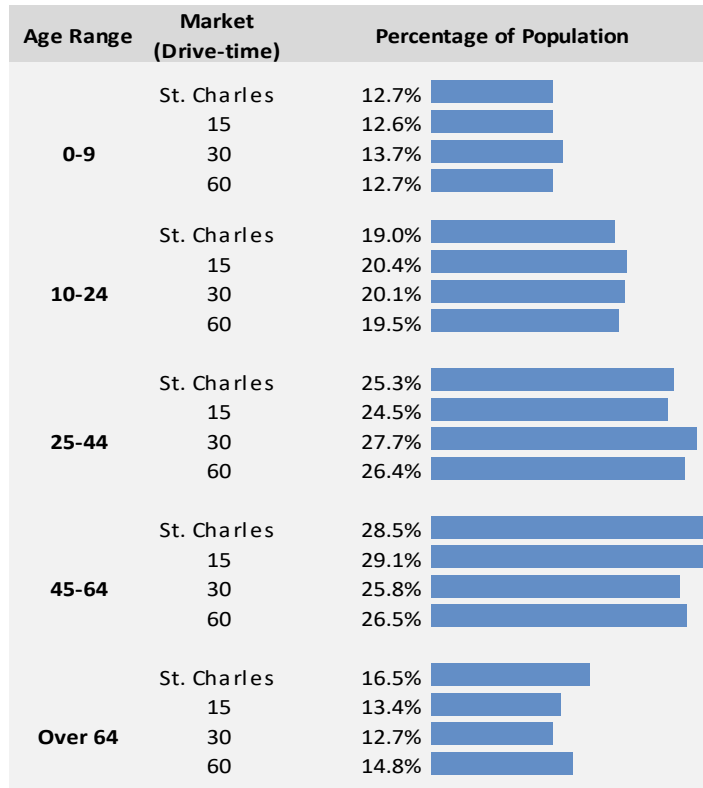 Age Range Market (Drive-time) Percentage of Population
St. Charles 12.7%
15 12.6%
0-9 30 13.7%
60 12.7%
St. Charles 19.0%
15 20.4%
10-24 30 20.1%
60 19.5%
St. Charles 25.3%
15 24.5%
25-44 30 27.7%
60 26.4%
St. Charles 28.5%
15 29.1%
45-64 30 25.8%
60 26.5%
St. Charles 16.5%
15 13.4%
Over 64 30 12.7%
60 14.8%